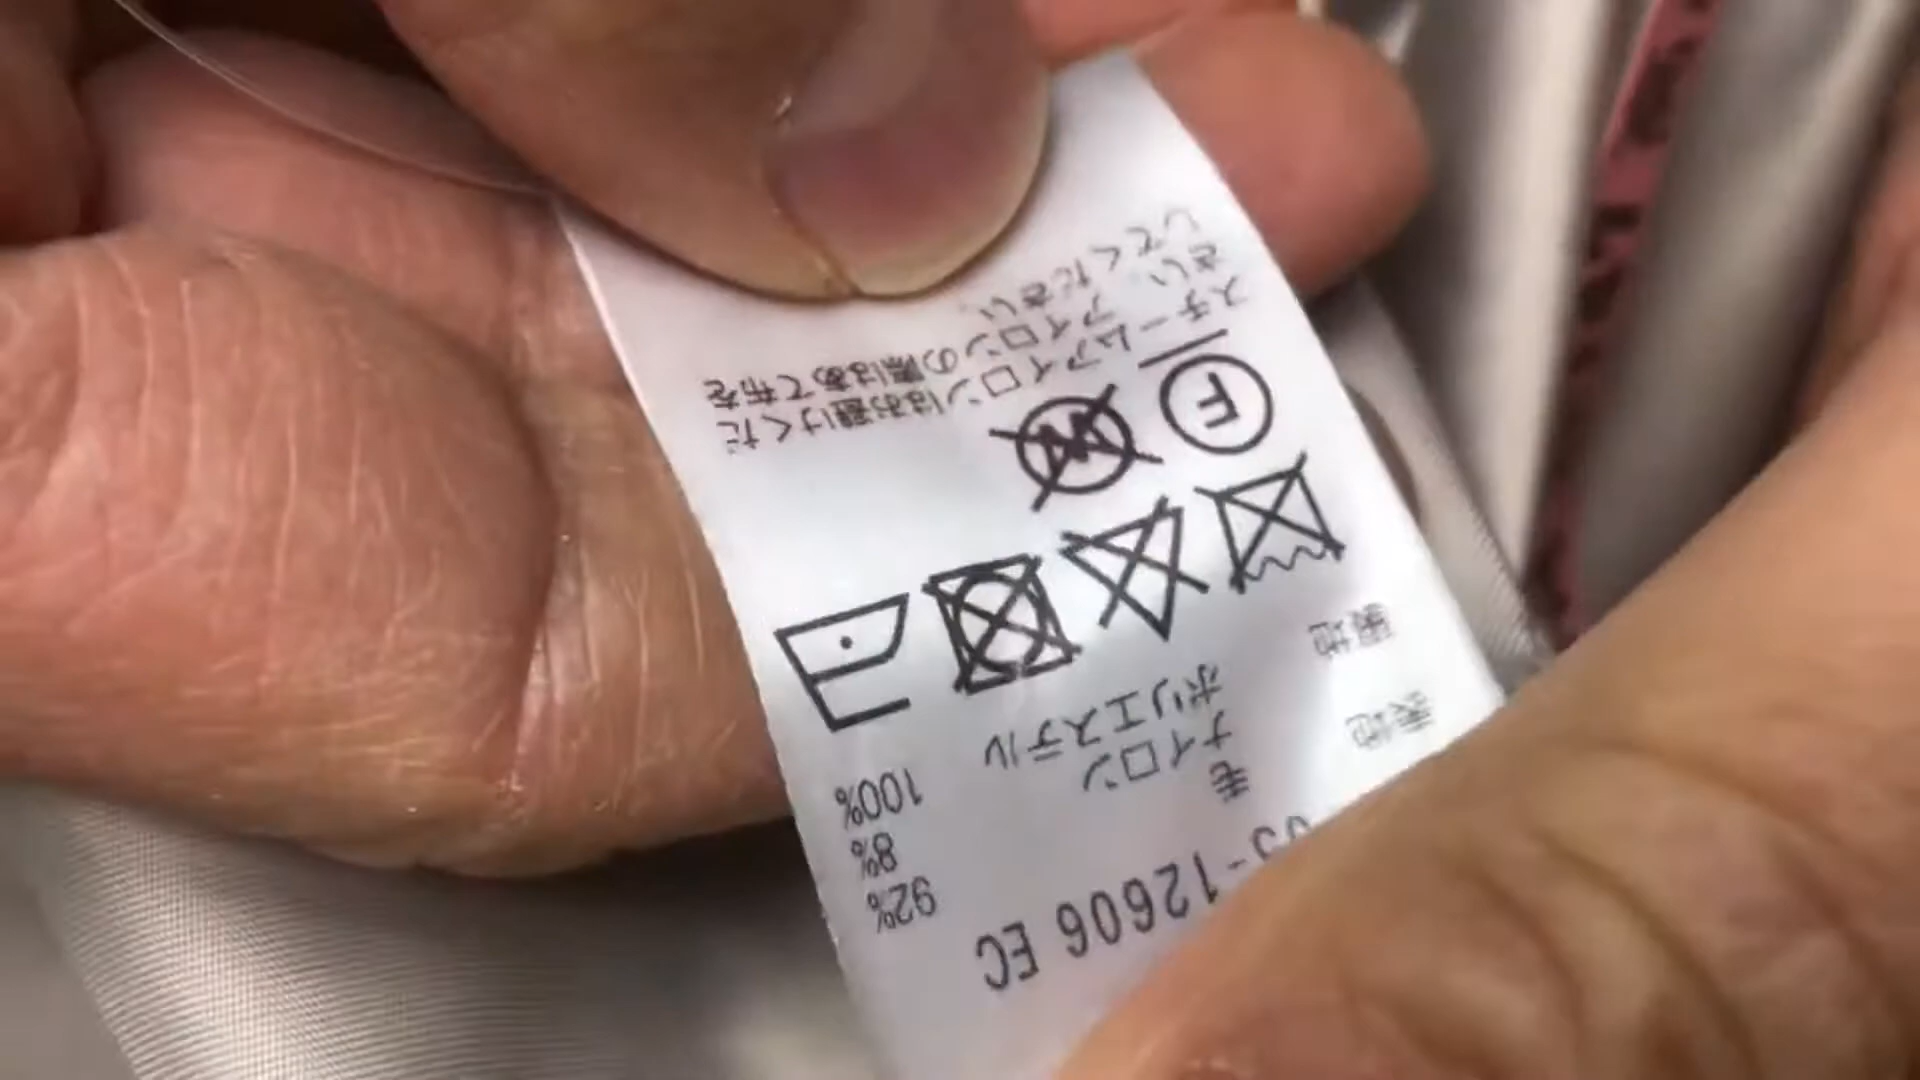 -12606 EC
表地 毛 92%
ナイロン 8%
裏地 ポリエステル 100%
F W
スチームアイロンはお避けくだ
さい。
アイロンの際はあて布を
してください。